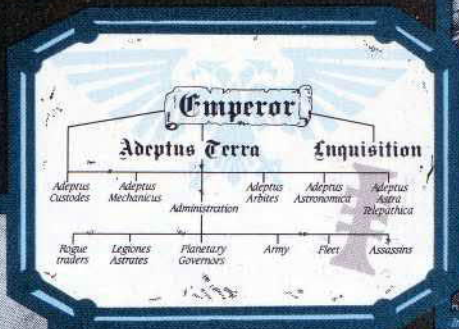 Emperor
Adeptus Terra
Inquisition
Adeptus Custodes
Adeptus Mechanicus
Administration
Adeptus Arbites
Adeptus Astronomica
Adeptus Astra Telepathica
Rogue traders
Legiones Astrates
Planetary Governors
Army
Fleet
Assassins